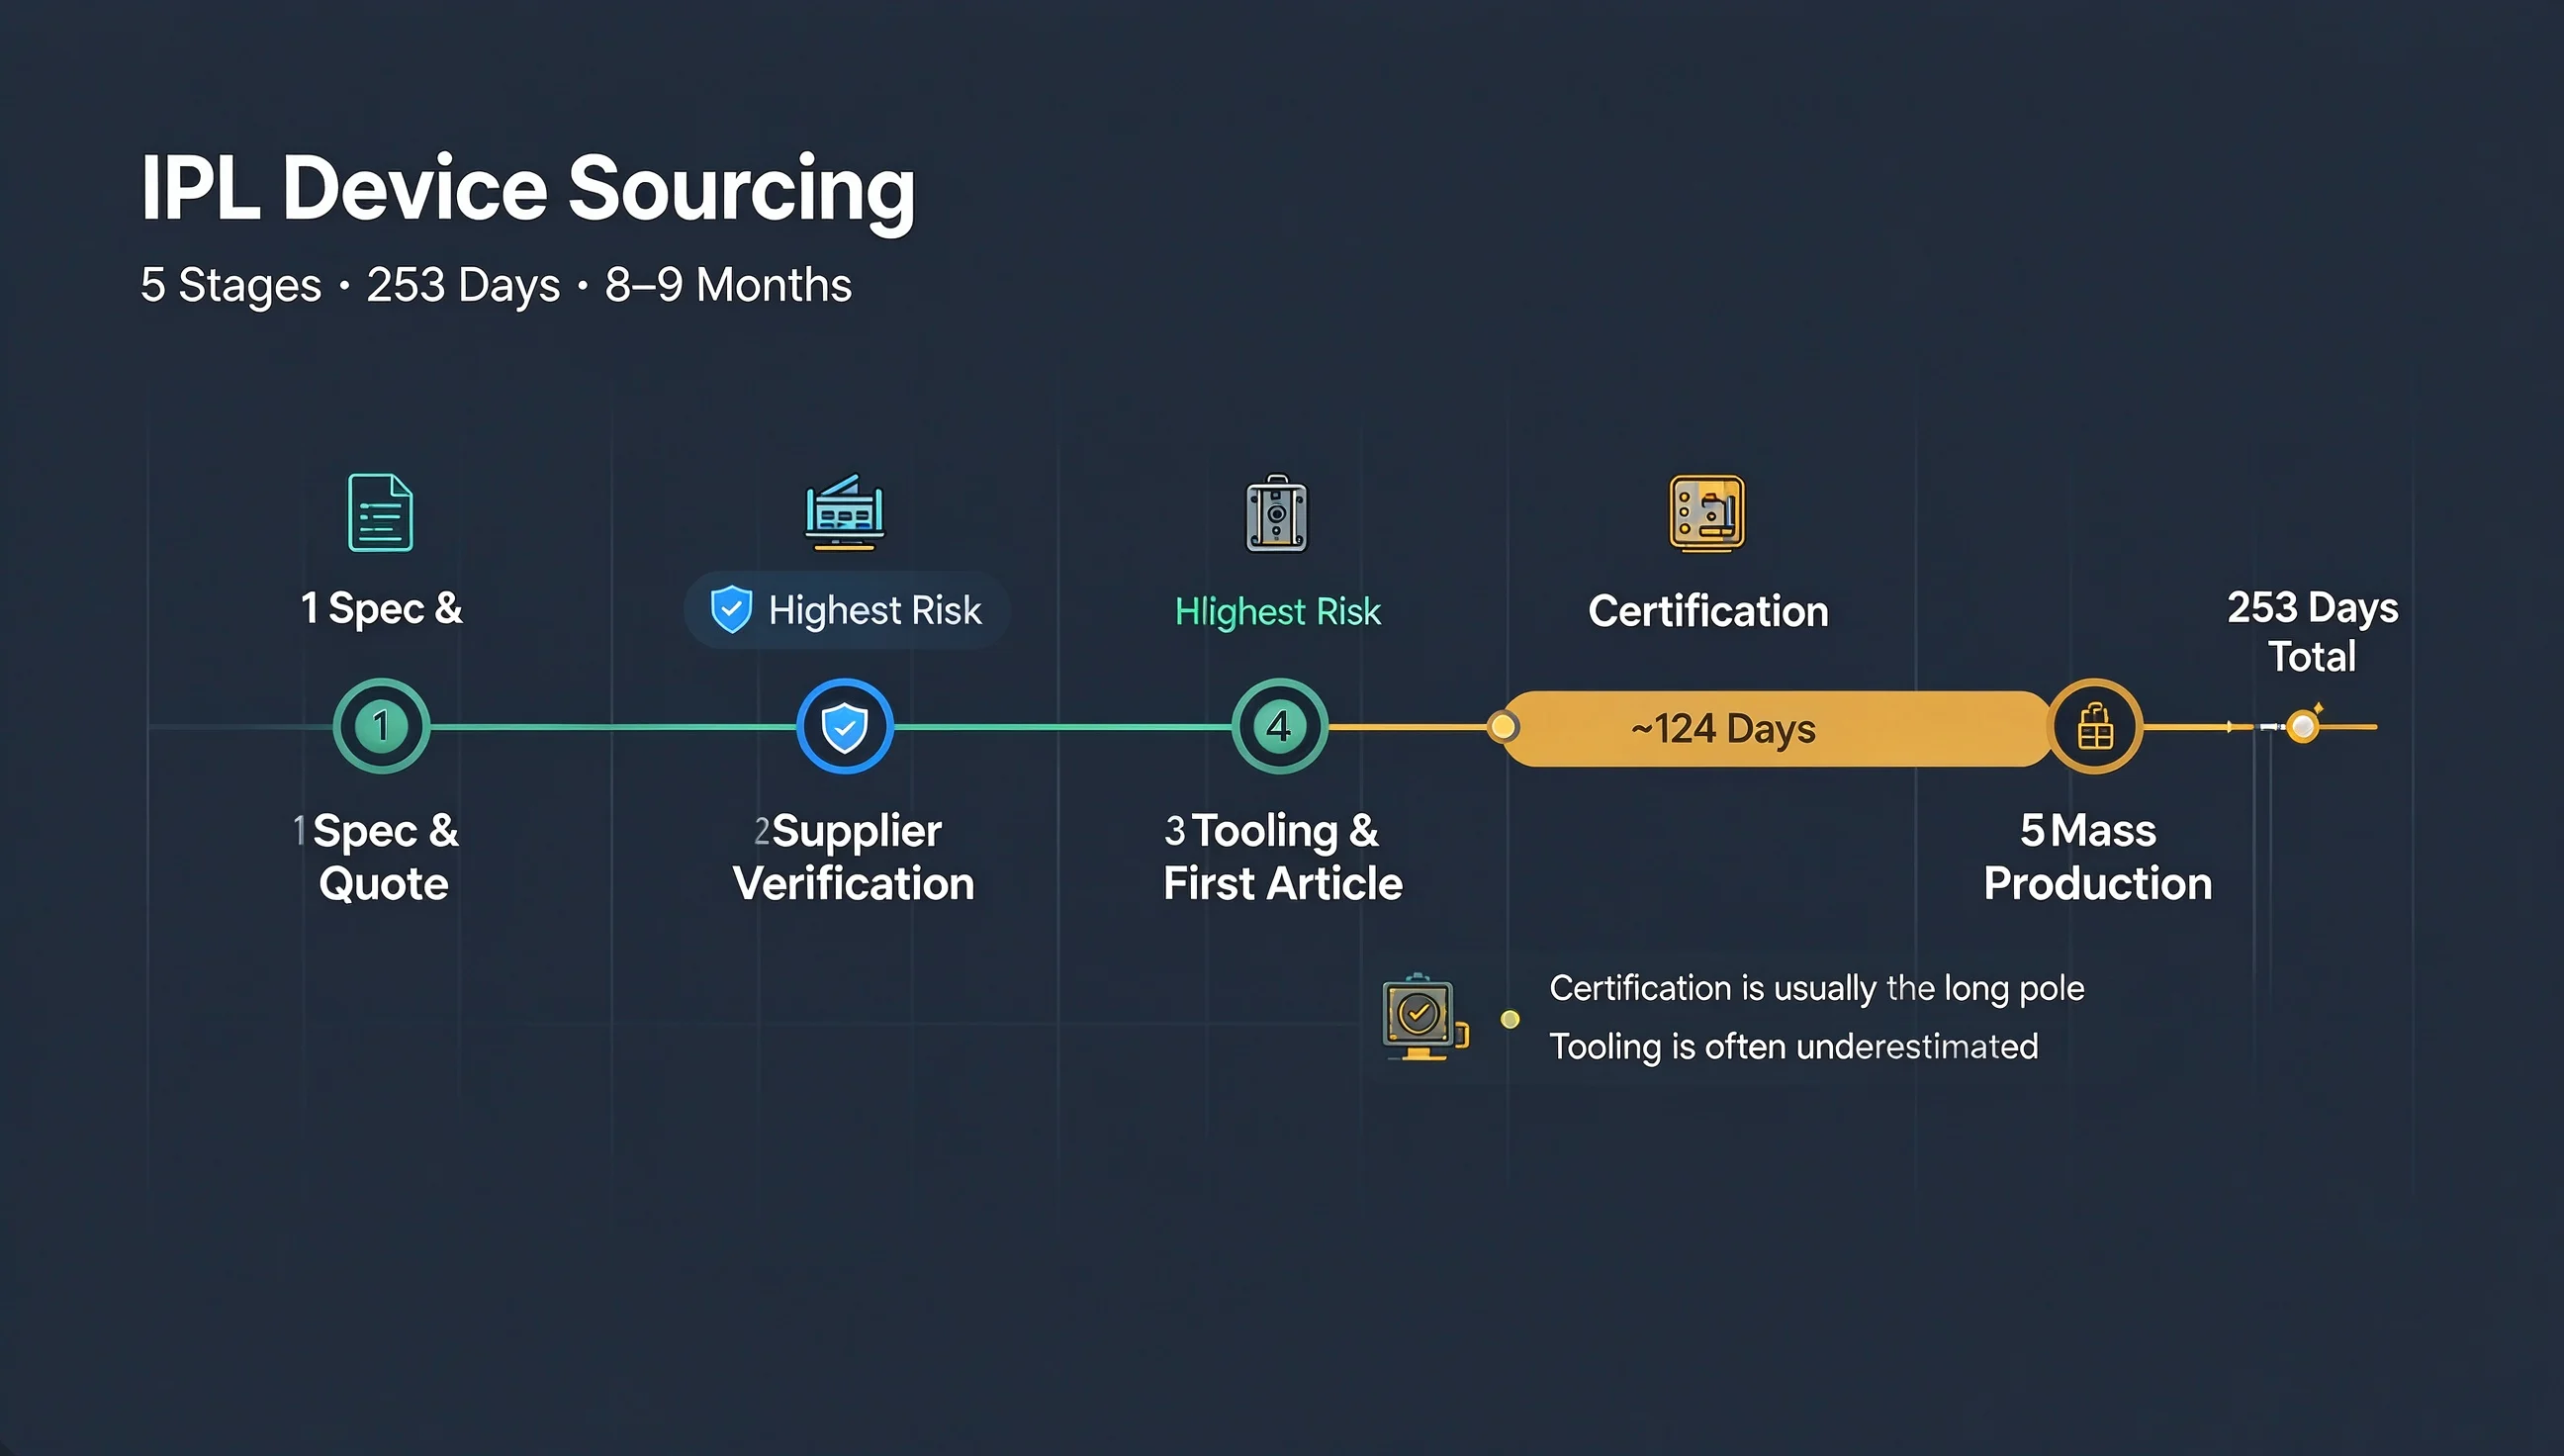 IPL Device Sourcing
5 Stages • 253 Days • 8–9 Months
1 Spec &
Highest Risk
Hlighest Risk
Certification
253 Days
Total
1
4
~124 Days
1 Spec &
Quote
2 Supplier
Verification
3 Tooling &
First Article
5 Mass
Production
Certification is usually the long pole
Tooling is often underestimated